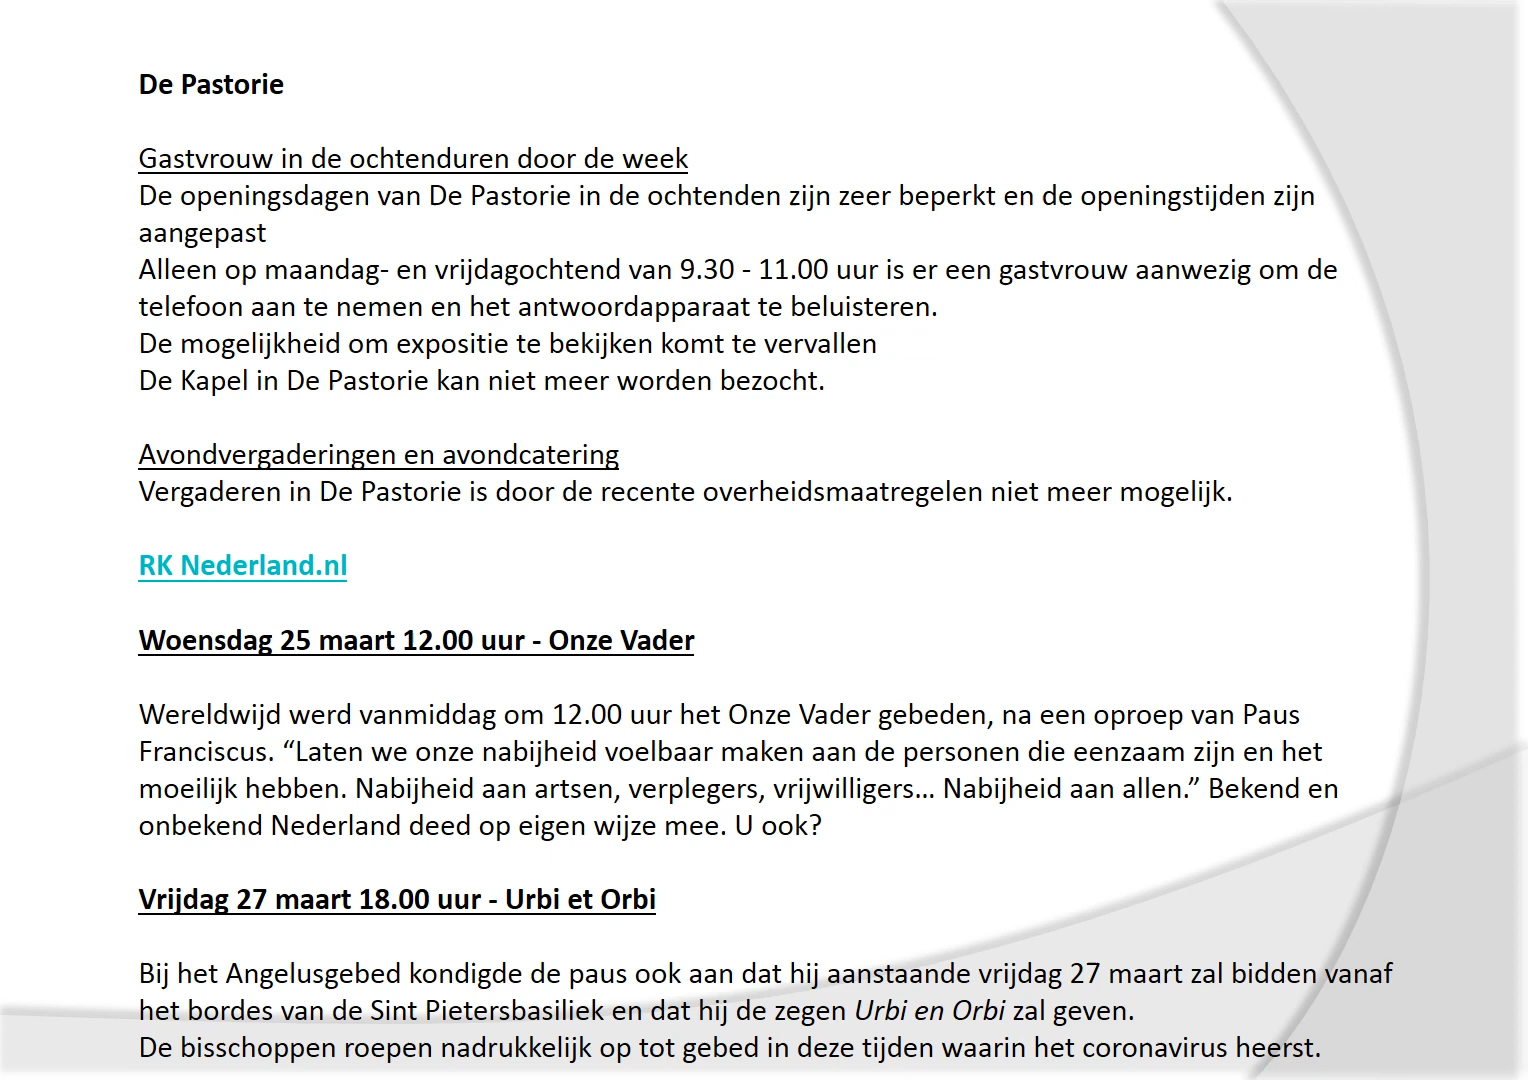 De Pastorie
Gastvrouw in de ochtenduren door de week
De openingsdagen van De Pastorie in de ochtenden zijn zeer beperkt en de openingstijden zijn
aangepast
Alleen op maandag- en vrijdagochtend van 9.30 - 11.00 uur is er een gastvrouw aanwezig om de
telefoon aan te nemen en het antwoordapparaat te beluisteren.
De mogelijkheid om expositie te bekijken komt te vervallen
De Kapel in De Pastorie kan niet meer worden bezocht.
Avondvergaderingen en avondcatering
Vergaderen in De Pastorie is door de recente overheidsmaatregelen niet meer mogelijk.
RK Nederland.nl
Woensdag 25 maart 12.00 uur - Onze Vader
Wereldwijd werd vanmiddag om 12.00 uur het Onze Vader gebeden, na een oproep van Paus
Franciscus. “Laten we onze nabijheid voelbaar maken aan de personen die eenzaam zijn en het
moeilijk hebben. Nabijheid aan artsen, verplegers, vrijwilligers… Nabijheid aan allen.” Bekend en
onbekend Nederland deed op eigen wijze mee. U ook?
Vrijdag 27 maart 18.00 uur - Urbi et Orbi
Bij het Angelusgebed kondigde de paus ook aan dat hij aanstaande vrijdag 27 maart zal bidden vanaf
het bordes van de Sint Pietersbasiliek en dat hij de zegen Urbi en Orbi zal geven.
De bisschoppen roepen nadrukkelijk op tot gebed in deze tijden waarin het coronavirus heerst.